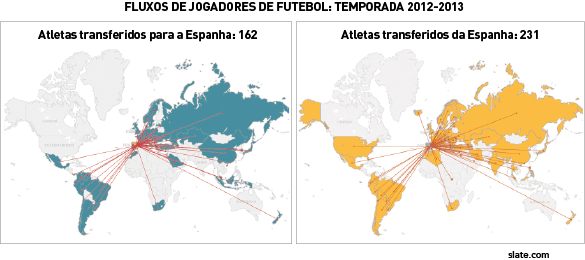 FLUXOS DE JOGADORES DE FUTEBOL: TEMPORADA 2012-2013
Atletas transferidos para a Espanha: 162
Atletas transferidos da Espanha: 231
slate.com